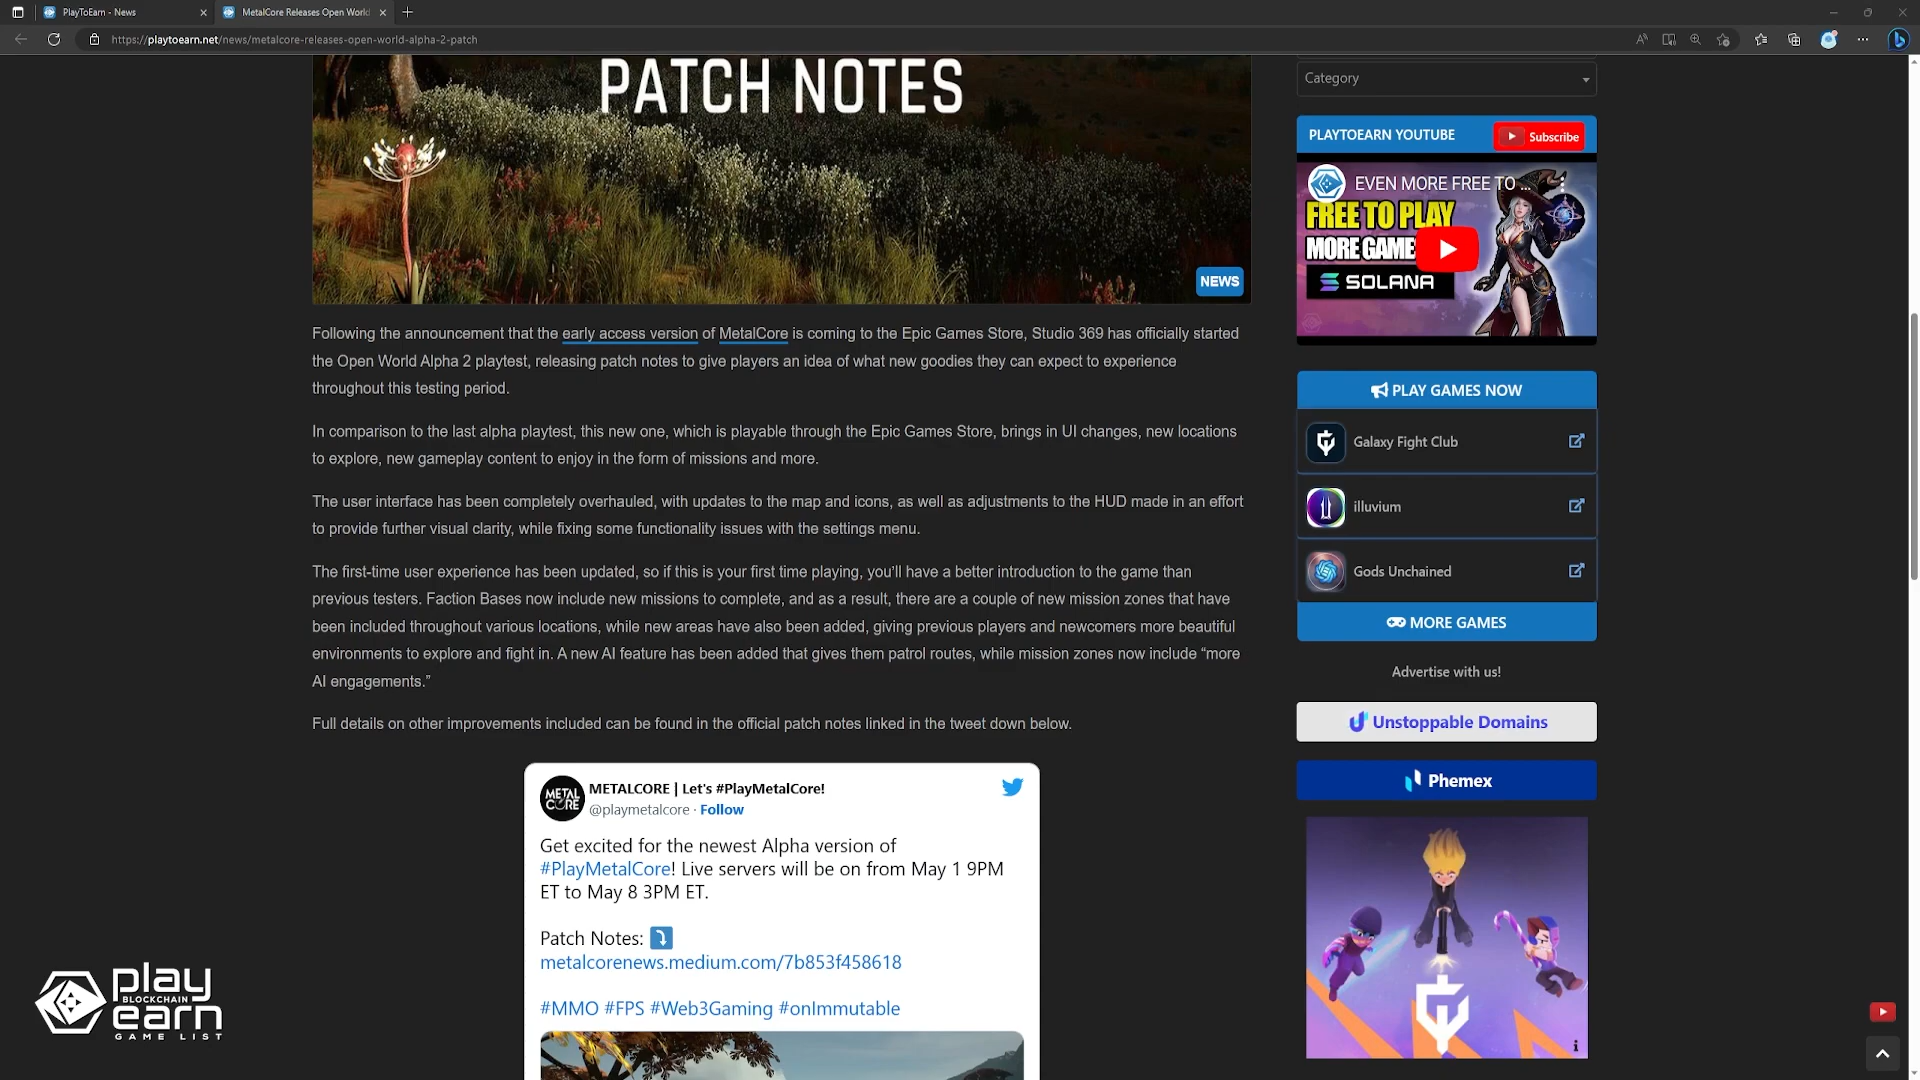 PlayToEarn - News
MetalCore Releases Open World
https://playtoearn.net/news/metalcore-releases-open-world-alpha-2-patch
PATCH NOTES
NEWS
Following the announcement that the early access version of MetalCore is coming to the Epic Games Store, Studio 369 has officially started
the Open World Alpha 2 playtest, releasing patch notes to give players an idea of what new goodies they can expect to experience
throughout this testing period.
In comparison to the last alpha playtest, this new one, which is playable through the Epic Games Store, brings in UI changes, new locations
to explore, new gameplay content to enjoy in the form of missions and more.
The user interface has been completely overhauled, with updates to the map and icons, as well as adjustments to the HUD made in an effort
to provide further visual clarity, while fixing some functionality issues with the settings menu.
The first-time user experience has been updated, so if this is your first time playing, you’ll have a better introduction to the game than
previous testers. Faction Bases now include new missions to complete, and as a result, there are a couple of new mission zones that have
been included throughout various locations, while new areas have also been added, giving previous players and newcomers more beautiful
environments to explore and fight in. A new AI feature has been added that gives them patrol routes, while mission zones now include “more
AI engagements.”
Full details on other improvements included can be found in the official patch notes linked in the tweet down below.
METAL CORE
METALCORE | Let's #PlayMetalCore!
@playmetalcore · Follow
Get excited for the newest Alpha version of
#PlayMetalCore! Live servers will be on from May 1 9PM
ET to May 8 3PM ET.
Patch Notes: ⤵
metalcorenews.medium.com/7b853f458618
#MMO #FPS #Web3Gaming #onImmutable
Category
PLAYTOEARN YOUTUBE
Subscribe
EVEN MORE FREE TO ...
FREE TO PLAY
MORE GAME
SOLANA
PLAY GAMES NOW
Galaxy Fight Club
illuvium
Gods Unchained
MORE GAMES
Advertise with us!
Unstoppable Domains
Phemex
play
BLOCKCHAIN
earn
GAME LIST